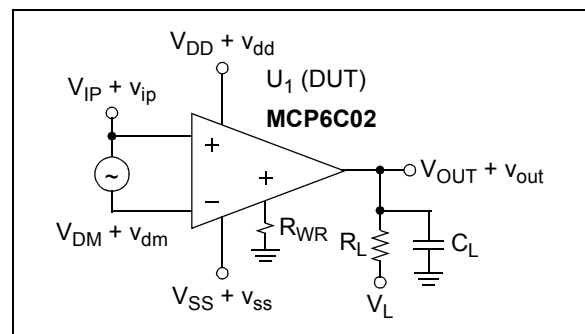 V_DD + v_dd
V_IP + v_ip
U_1 (DUT)
MCP6C02
+
~
+
−
V_OUT + v_out
V_DM + v_dm
R_WR
R_L
C_L
V_SS + v_ss
V_L